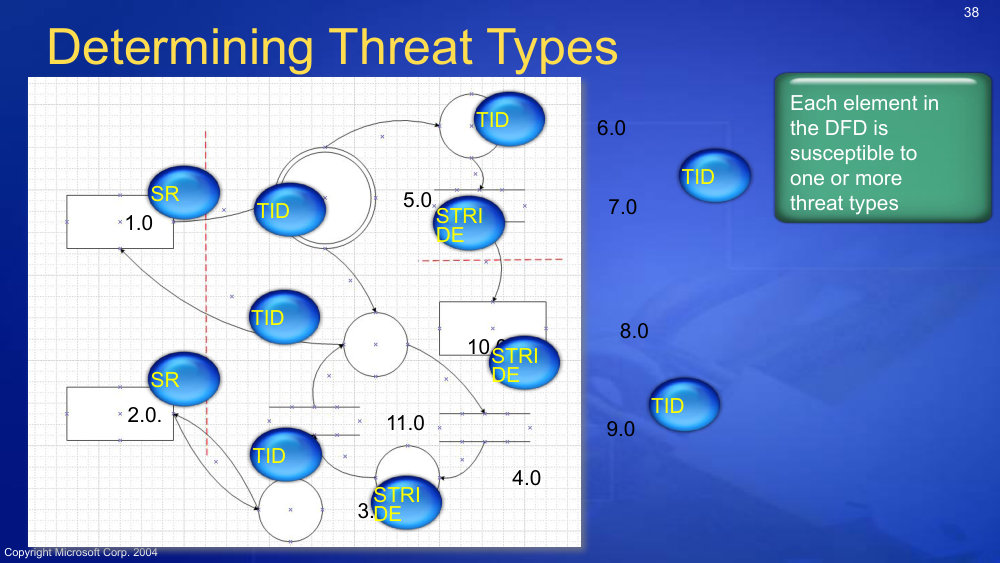 38
Determining Threat Types
Each element in
the DFD is
susceptible to
one or more
threat types
TID
6.0
TID
SR
5.0
7.0
TID
1.0
STRI
DE
TID
8.0
10.
STRI
DE
SR
TID
2.0.
11.0
9.0
TID
4.0
STRI
DE
3.
Copyright Microsoft Corp. 2004